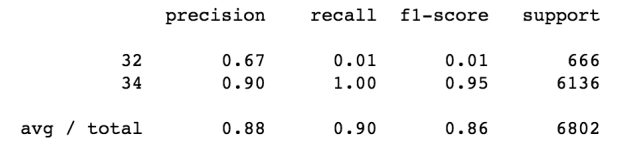 precision recall f1-score support
32 0.67 0.01 0.01 666
34 0.90 1.00 0.95 6136
avg / total 0.88 0.90 0.86 6802